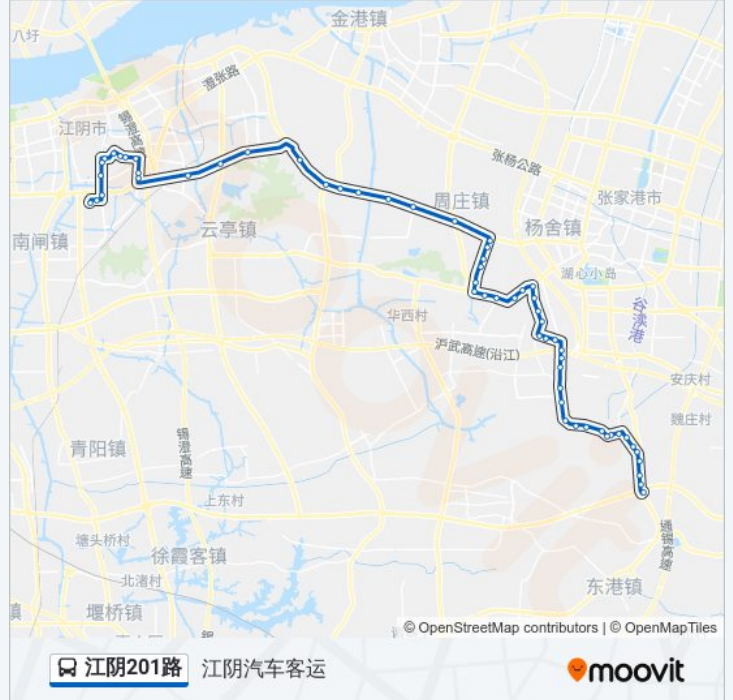 金港镇
八圩
澄张路
江阴市
锡澄高
张杨公路
周庄镇
张家港市
杨舍镇
云亭镇
南闸镇
湖心小岛
谷渎港
华西村
沪武高速(沿江)
安庆村
魏庄村
青阳镇
锡澄高速
上东村
通锡高速
塘头桥村
徐霞客镇
北渚村
东港镇
镇
堰桥镇
© OpenStreetMap contributors | © OpenMapTiles
江阴201路
江阴汽车客运
moovit